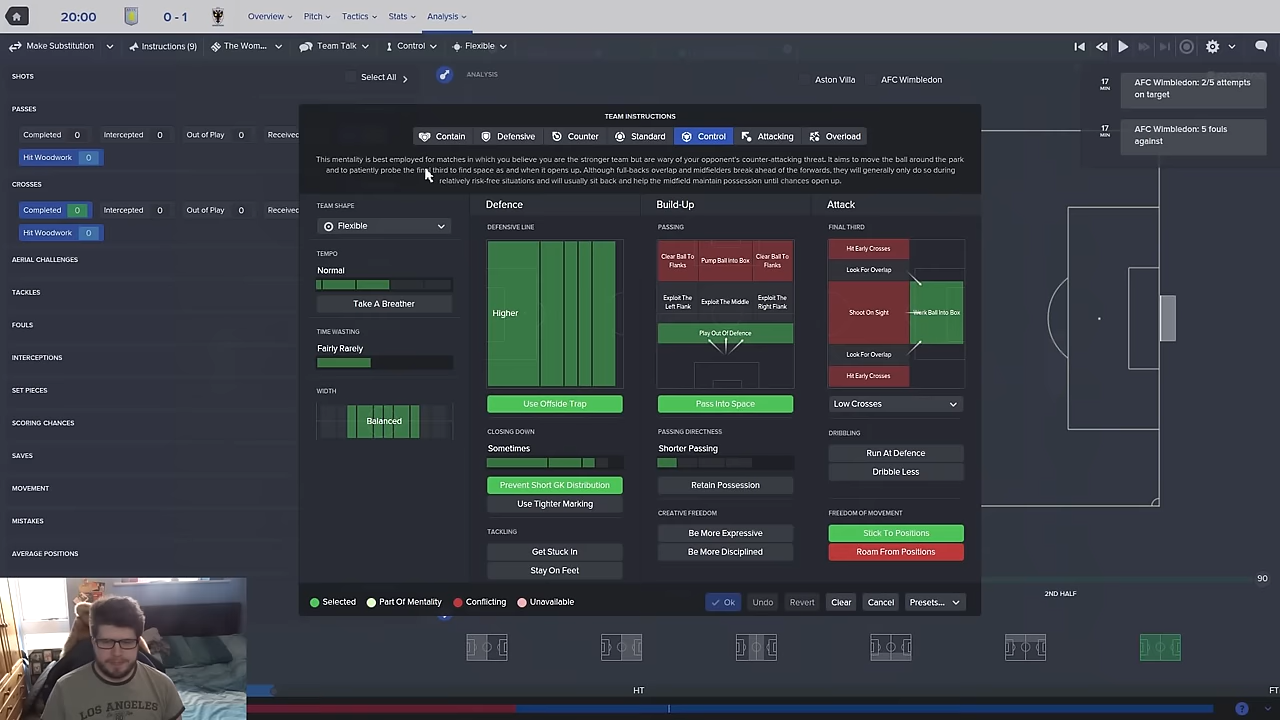 20:00
0 - 1
Overview
Pitch
Tactics
Stats
Analysis
Make Substitution
Instructions (9)
The Wom...
Team Talk
Control
Flexible
SHOTS
Select All
ANALYSIS
Aston Villa
AFC Wimbledon
17
MIN
AFC Wimbledon: 2/5 attempts
on target
17
MIN
AFC Wimbledon: 5 fouls
against
PASSES
Completed 0
Intercepted 0
Out of Play 0
Received
Hit Woodwork 0
CROSSES
Completed 0
Intercepted 0
Out of Play 0
Received
Hit Woodwork 0
AERIAL CHALLENGES
TACKLES
FOULS
INTERCEPTIONS
SET PIECES
SCORING CHANCES
SAVES
MOVEMENT
MISTAKES
AVERAGE POSITIONS
TEAM INSTRUCTIONS
Contain
Defensive
Counter
Standard
Control
Attacking
Overload
This mentality is best employed for matches in which you believe you are the stronger team but are wary of your opponent's counter-attacking threat. It aims to move the ball around the park
and to patiently probe the final third to find space as and when it opens up. Although full-backs overlap and midfielders break ahead of the forwards, they will generally only do so during
relatively risk-free situations and will usually sit back and help the midfield maintain possession until chances open up.
TEAM SHAPE
Flexible
TEMPO
Normal
Take A Breather
TIME WASTING
Fairly Rarely
WIDTH
Balanced
Defence
DEFENSIVE LINE
Higher
Use Offside Trap
CLOSING DOWN
Sometimes
Prevent Short GK Distribution
Use Tighter Marking
TACKLING
Get Stuck In
Stay On Feet
Build-Up
PASSING
Clear Ball To
Flanks
Pump Ball Into Box
Clear Ball To
Flanks
Exploit The
Left Flank
Exploit The Middle
Exploit The
Right Flank
Play Out Of Defence
Pass Into Space
PASSING DIRECTNESS
Shorter Passing
Retain Possession
CREATIVE FREEDOM
Be More Expressive
Be More Disciplined
Attack
FINAL THIRD
Hit Early Crosses
Look For Overlap
Shoot On Sight
Work Ball Into Box
Look For Overlap
Hit Early Crosses
Low Crosses
DRIBBLING
Run At Defence
Dribble Less
FREEDOM OF MOVEMENT
Stick To Positions
Roam From Positions
Selected
Part Of Mentality
Conflicting
Unavailable
Ok
Undo
Revert
Clear
Cancel
Presets...
90
2ND HALF
HT
FT
LOS ANGELES